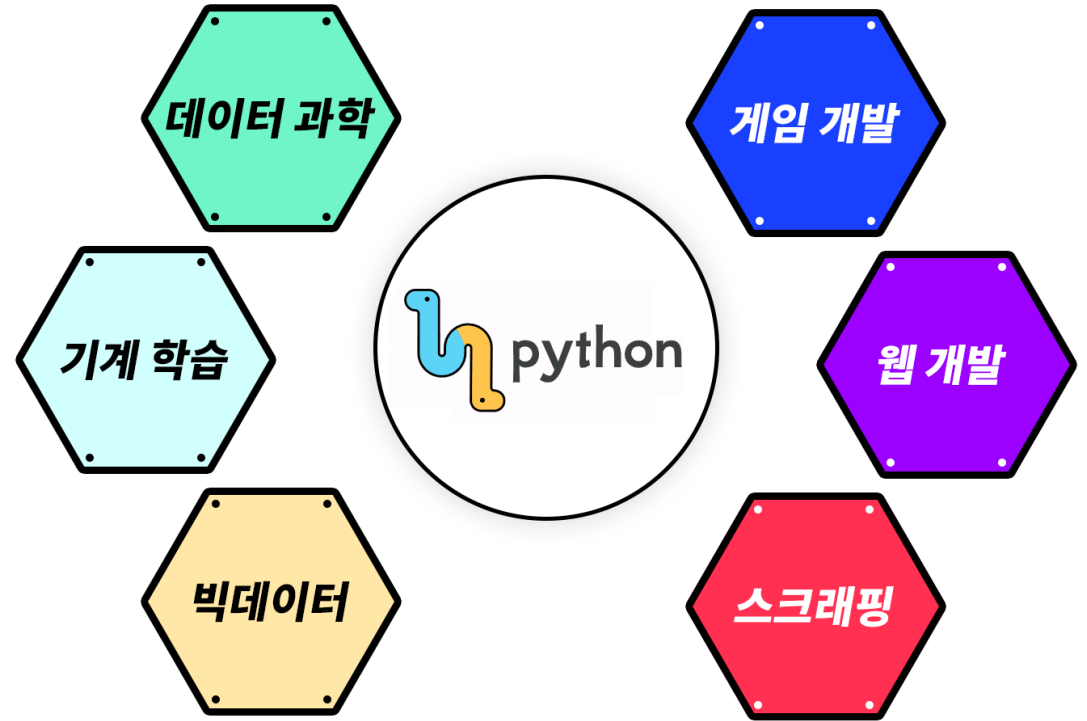 데이터 과학
게임 개발
기계 학습
python
웹 개발
빅데이터
스크래핑